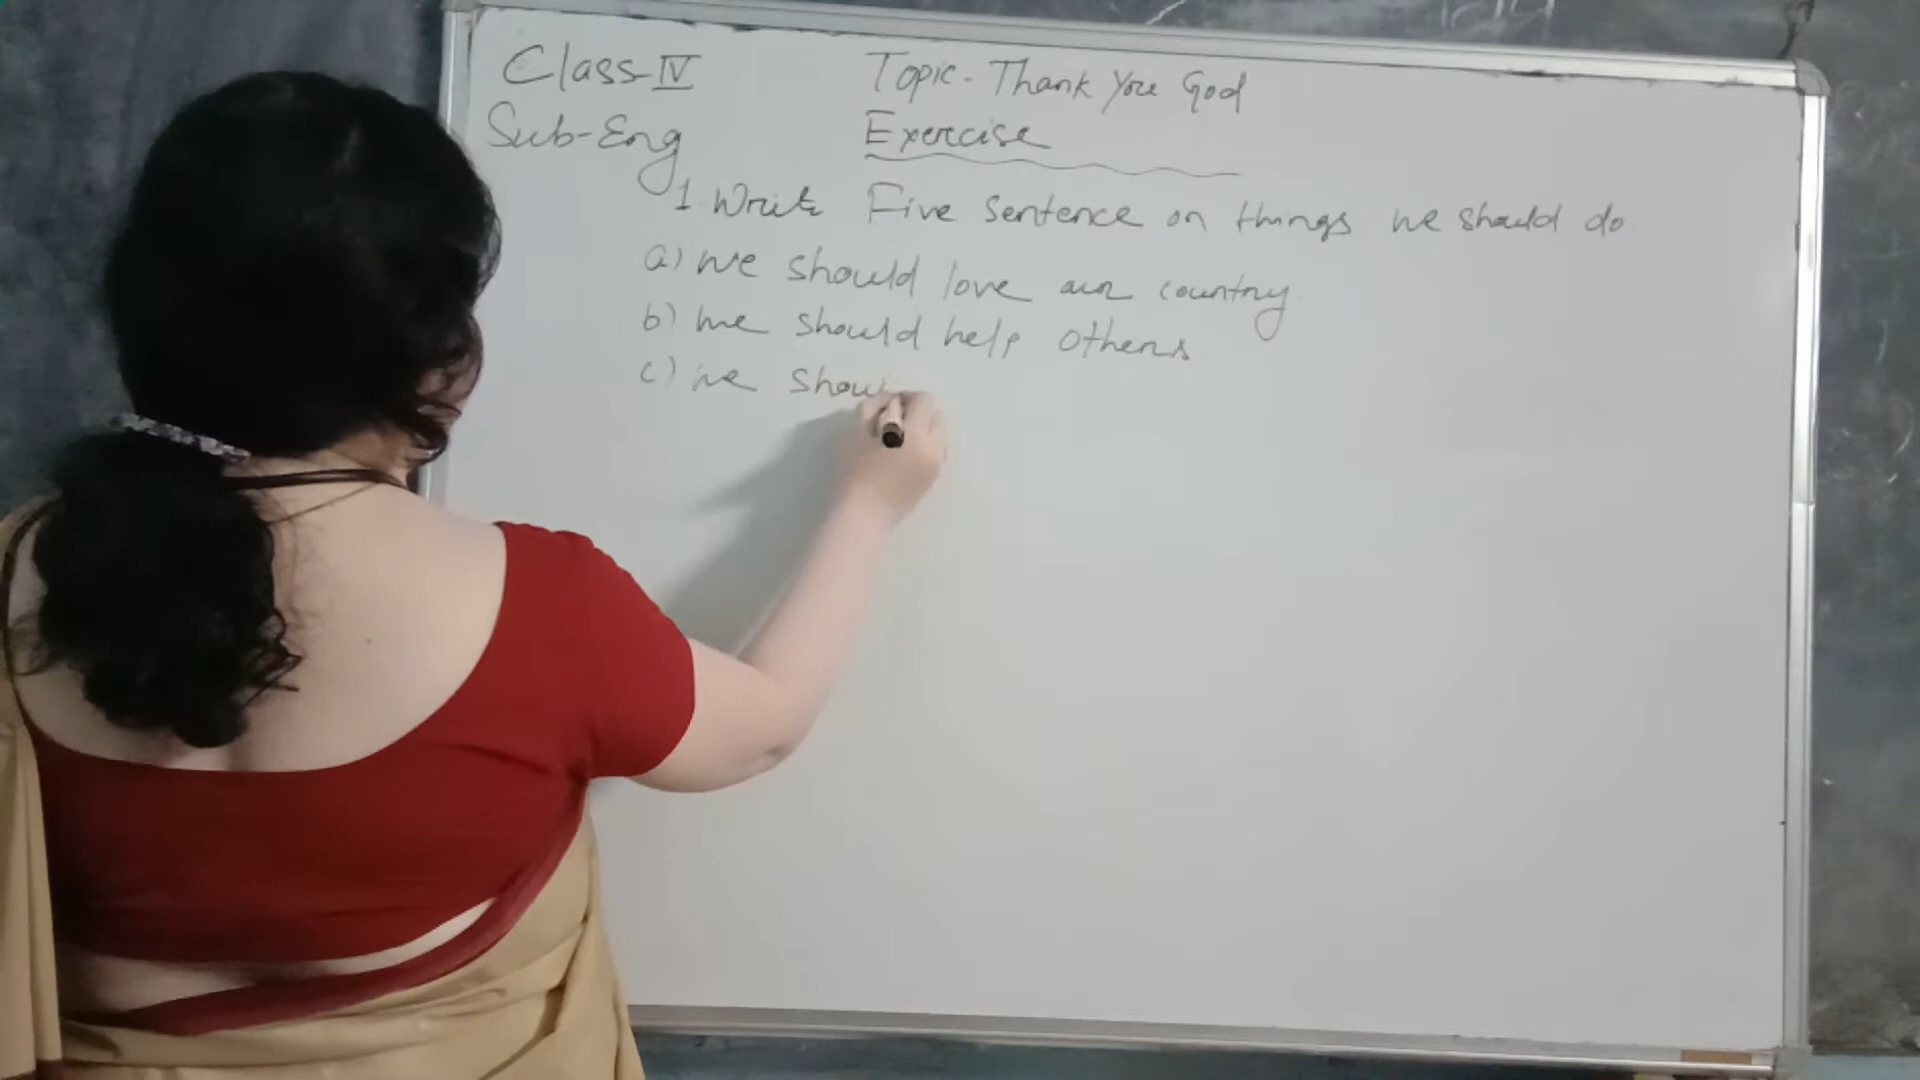 Class-IV
Topic- Thank You God
Sub-Eng
Exercise
1. Write Five Sentence on things we should do
a) we should love our country
b) we should help others
c) we shou